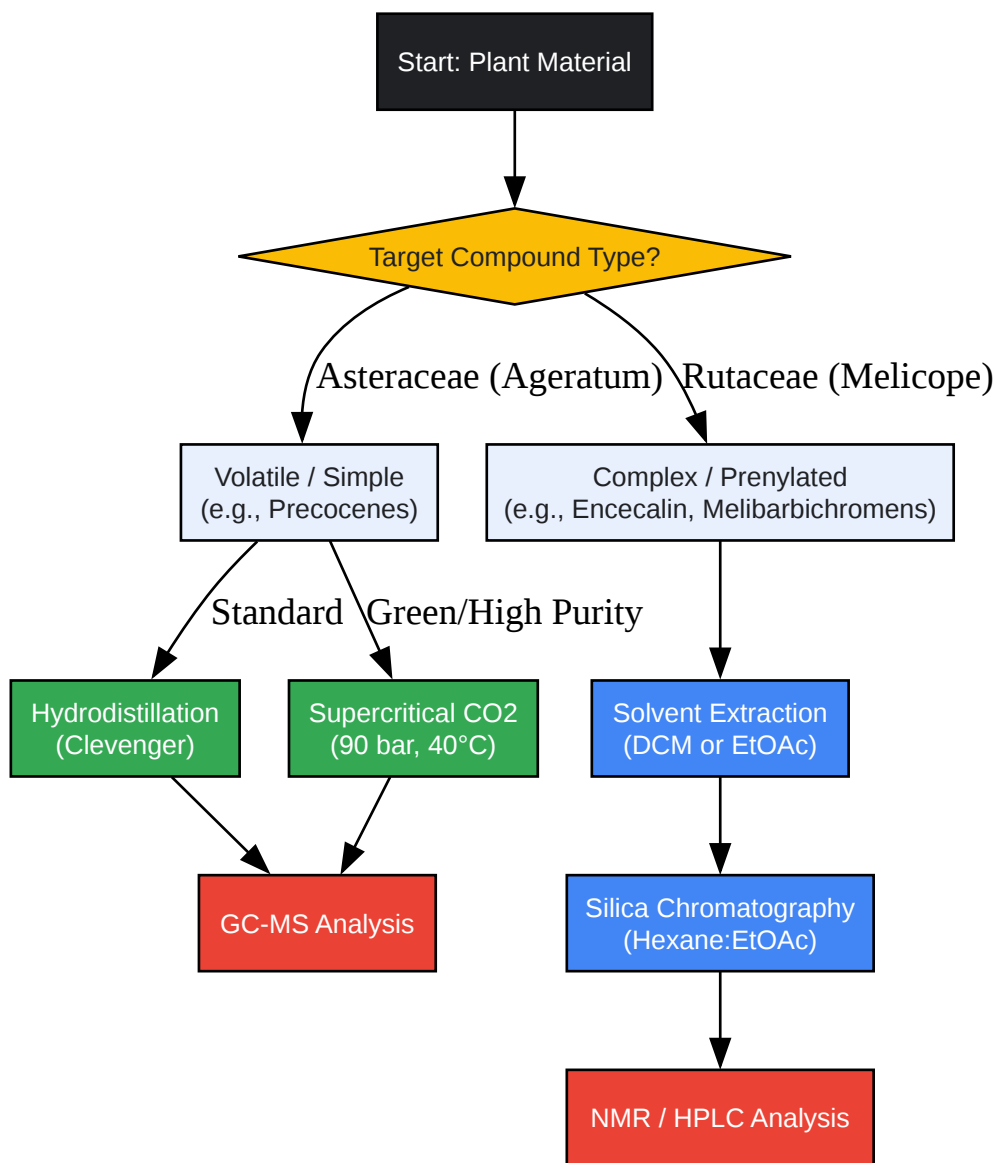 Start: Plant Material
Target Compound Type?
Asteraceae (Ageratum)
Rutaceae (Melicope)
Volatile / Simple
(e.g., Precocenes)
Complex / Prenylated
(e.g., Encecalin, Melibarbichromens)
Standard
Green/High Purity
Hydrodistillation
(Clevenger)
Supercritical CO2
(90 bar, 40°C)
Solvent Extraction
(DCM or EtOAc)
GC-MS Analysis
Silica Chromatography
(Hexane:EtOAc)
NMR / HPLC Analysis